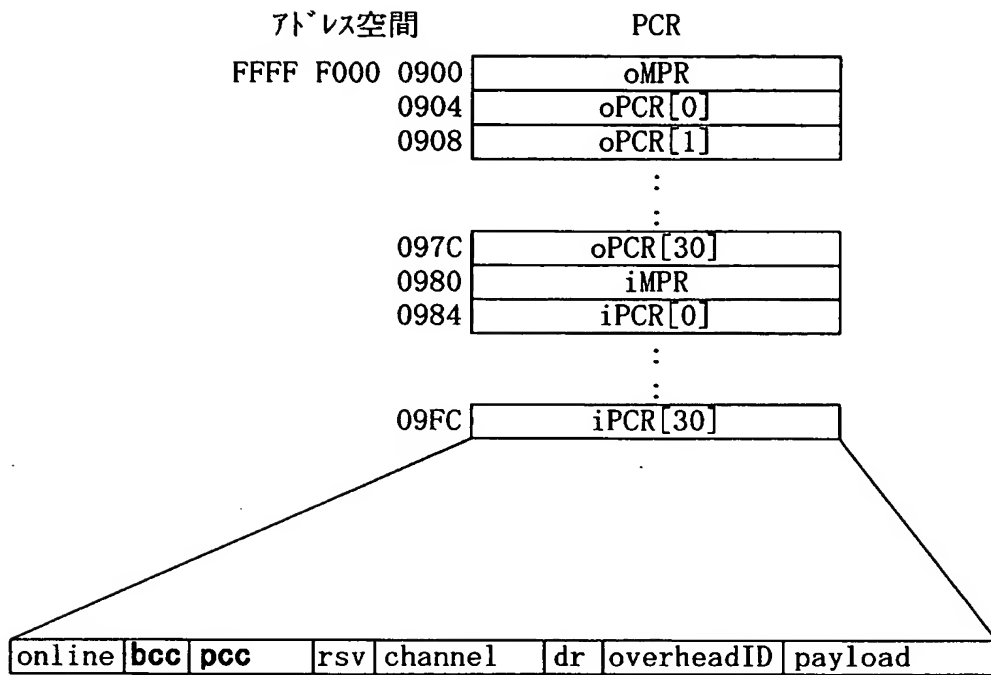 ｱﾄﾞﾚｽ空間 PCR
FFFF F000 0900 oMPR
0904 oPCR[0]
0908 oPCR[1]
097C oPCR[30]
0980 iMPR
0984 iPCR[0]
09FC iPCR[30]
online bcc pcc rsv channel dr overheadID payload